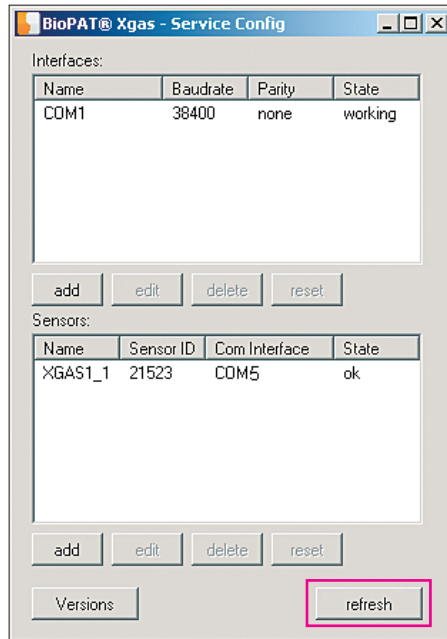 BioPAT® Xgas - Service Config
Interfaces:
Name Baudrate Parity State
COM1 38400 none working
add edit delete reset
Sensors:
Name Sensor ID Com Interface State
XGAS1_1 21523 COM5 ok
add edit delete reset
Versions refresh